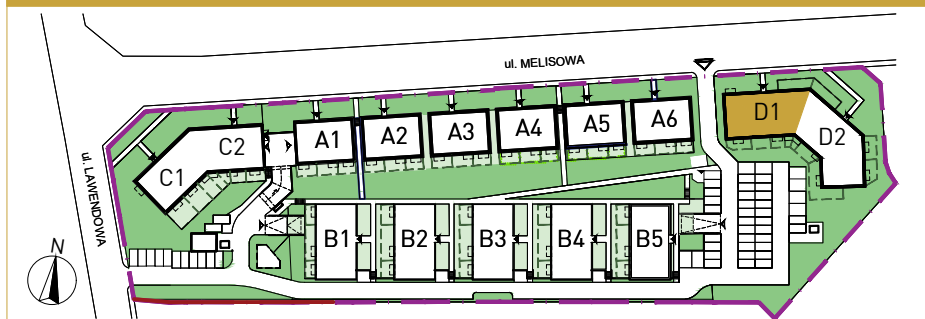 ul. MELISOWA
ul. LAWENDOWA
C1
C2
A1
A2
A3
A4
A5
A6
D1
D2
B1
B2
B3
B4
B5
N